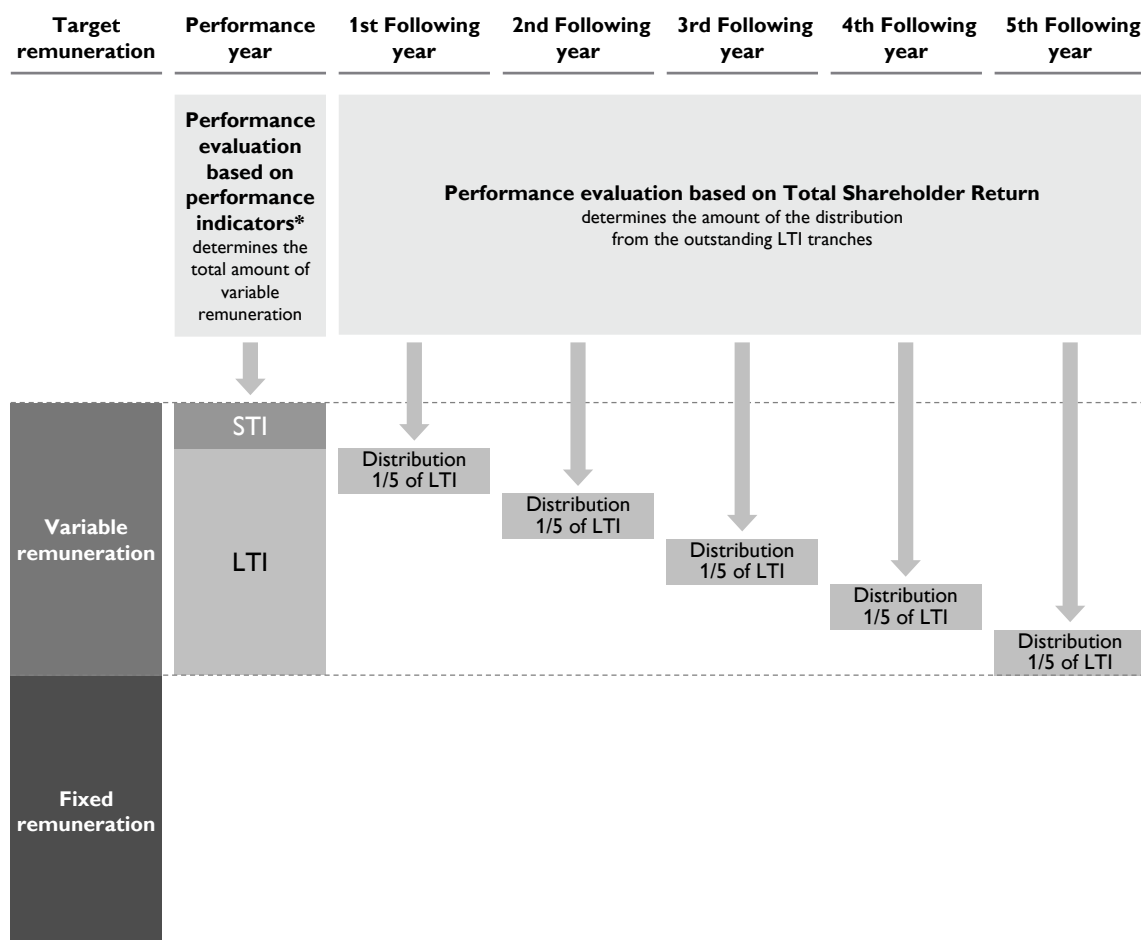 Target
remuneration
Performance
year
1st Following
year
2nd Following
year
3rd Following
year
4th Following
year
5th Following
year
Performance
evaluation
based on
performance
indicators*
determines the
total amount of
variable
remuneration
Performance evaluation based on Total Shareholder Return
determines the amount of the distribution
from the outstanding LTI tranches
Variable
remuneration
STI
LTI
Distribution
1/5 of LTI
Distribution
1/5 of LTI
Distribution
1/5 of LTI
Distribution
1/5 of LTI
Distribution
1/5 of LTI
Fixed
remuneration